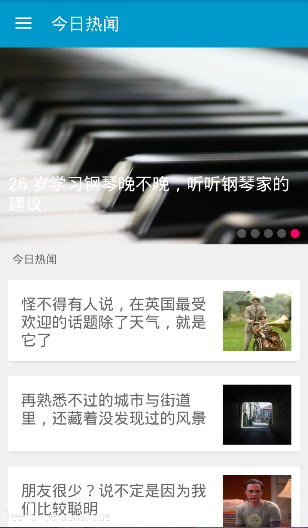 今日热闻
26 岁学习钢琴晚不晚，听听钢琴家的
建议
今日热闻
怪不得有人说，在英国最受
欢迎的话题除了天气，就是
它了
再熟悉不过的城市与街道
里，还藏着没发现过的风景
朋友很少？说不定是因为我
们比较聪明